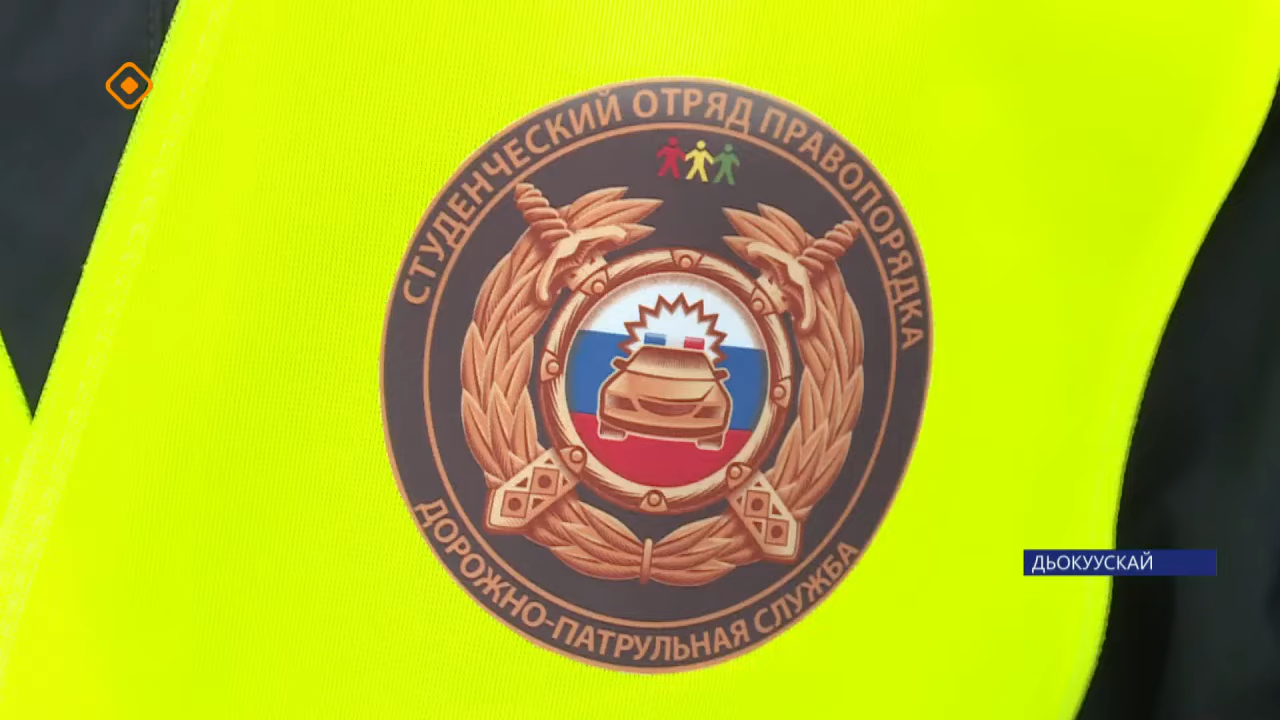 СТУДЕНЧЕСКИЙ ОТРЯД ПРАВОПОРЯДКА
ДОРОЖНО-ПАТРУЛЬНАЯ СЛУЖБА
ДЬОКУУСКАЙ